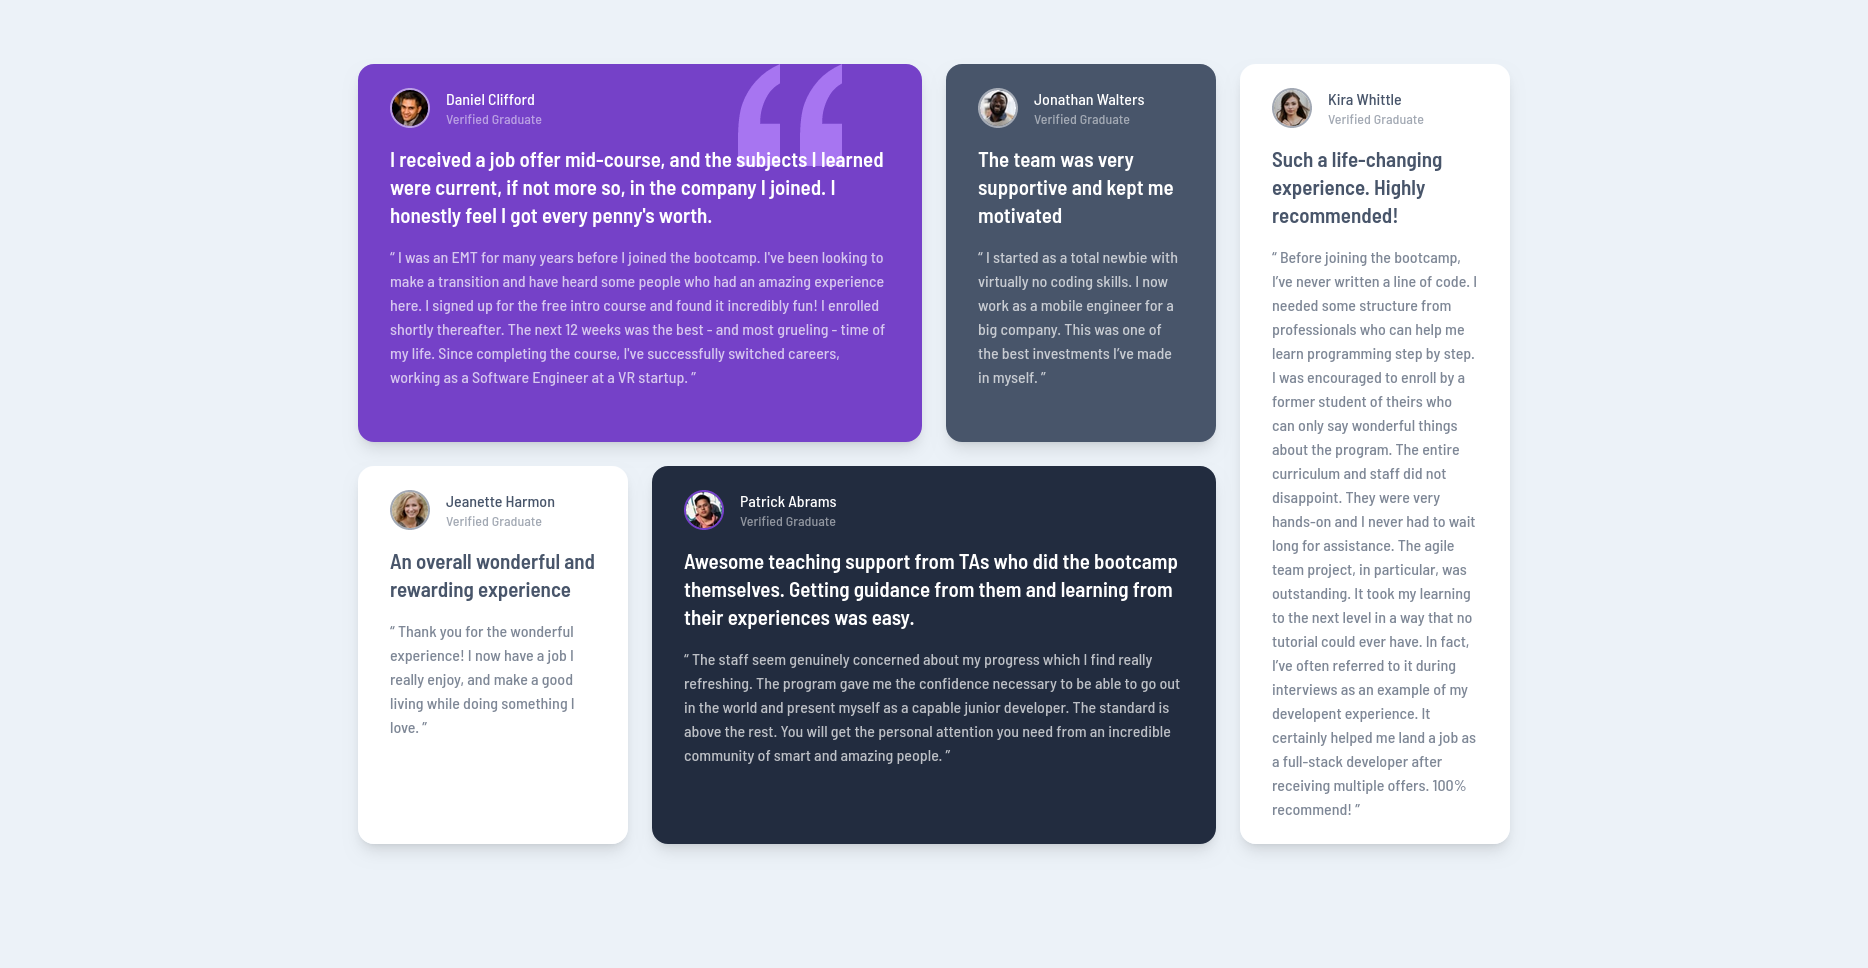 Daniel Clifford
Verified Graduate
I received a job offer mid-course, and the subjects I learned
were current, if not more so, in the company I joined. I
honestly feel I got every penny's worth.
“ I was an EMT for many years before I joined the bootcamp. I've been looking to
make a transition and have heard some people who had an amazing experience
here. I signed up for the free intro course and found it incredibly fun! I enrolled
shortly thereafter. The next 12 weeks was the best - and most grueling - time of
my life. Since completing the course, I've successfully switched careers,
working as a Software Engineer at a VR startup. ”
Jonathan Walters
Verified Graduate
The team was very
supportive and kept me
motivated
“ I started as a total newbie with
virtually no coding skills. I now
work as a mobile engineer for a
big company. This was one of
the best investments I’ve made
in myself. ”
Kira Whittle
Verified Graduate
Such a life-changing
experience. Highly
recommended!
“ Before joining the bootcamp,
I’ve never written a line of code. I
needed some structure from
professionals who can help me
learn programming step by step.
I was encouraged to enroll by a
former student of theirs who
can only say wonderful things
about the program. The entire
curriculum and staff did not
disappoint. They were very
hands-on and I never had to wait
long for assistance. The agile
team project, in particular, was
outstanding. It took my learning
to the next level in a way that no
tutorial could ever have. In fact,
I’ve often referred to it during
interviews as an example of my
developent experience. It
certainly helped me land a job as
a full-stack developer after
receiving multiple offers. 100%
recommend! ”
Jeanette Harmon
Verified Graduate
An overall wonderful and
rewarding experience
“ Thank you for the wonderful
experience! I now have a job I
really enjoy, and make a good
living while doing something I
love. ”
Patrick Abrams
Verified Graduate
Awesome teaching support from TAs who did the bootcamp
themselves. Getting guidance from them and learning from
their experiences was easy.
“ The staff seem genuinely concerned about my progress which I find really
refreshing. The program gave me the confidence necessary to be able to go out
in the world and present myself as a capable junior developer. The standard is
above the rest. You will get the personal attention you need from an incredible
community of smart and amazing people. ”